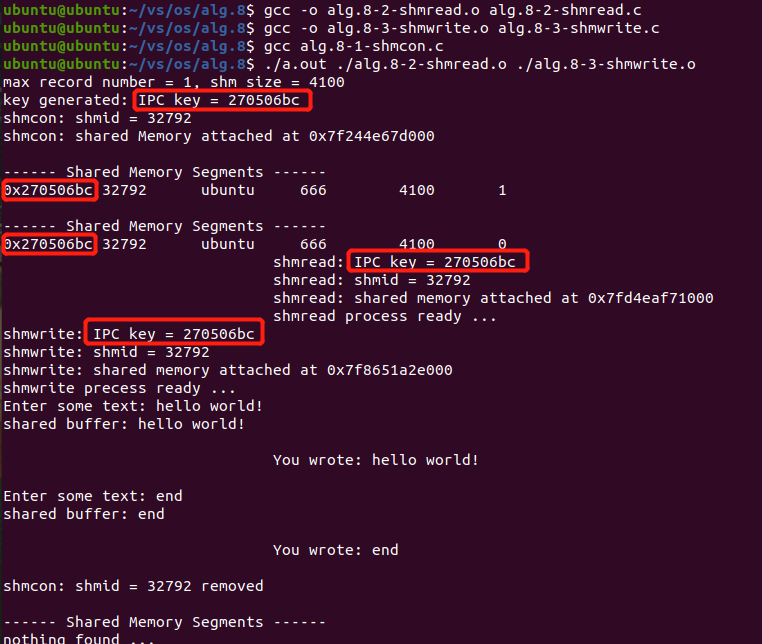 ubuntu@ubuntu:~/vs/os/alg.8$ gcc -o alg.8-2-shmread.o alg.8-2-shmread.c
ubuntu@ubuntu:~/vs/os/alg.8$ gcc -o alg.8-3-shmwrite.o alg.8-3-shmwrite.c
ubuntu@ubuntu:~/vs/os/alg.8$ gcc alg.8-1-shmcon.c
ubuntu@ubuntu:~/vs/os/alg.8$ ./a.out ./alg.8-2-shmread.o ./alg.8-3-shmwrite.o
max record number = 1, shm size = 4100
key generated: IPC key = 270506bc
shmcon: shmid = 32792
shmcon: shared Memory attached at 0x7f244e67d000
------ Shared Memory Segments ------
0x270506bc 32792 ubuntu 666 4100 1
------ Shared Memory Segments ------
0x270506bc 32792 ubuntu 666 4100 0
shmread: IPC key = 270506bc
shmread: shmid = 32792
shmread: shared memory attached at 0x7fd4eaf71000
shmread process ready ...
shmwrite: IPC key = 270506bc
shmwrite: shmid = 32792
shmwrite: shared memory attached at 0x7f8651a2e000
shmwrite precess ready ...
Enter some text: hello world!
shared buffer: hello world!
You wrote: hello world!
Enter some text: end
shared buffer: end
You wrote: end
shmcon: shmid = 32792 removed
------ Shared Memory Segments ------
nothing found ...